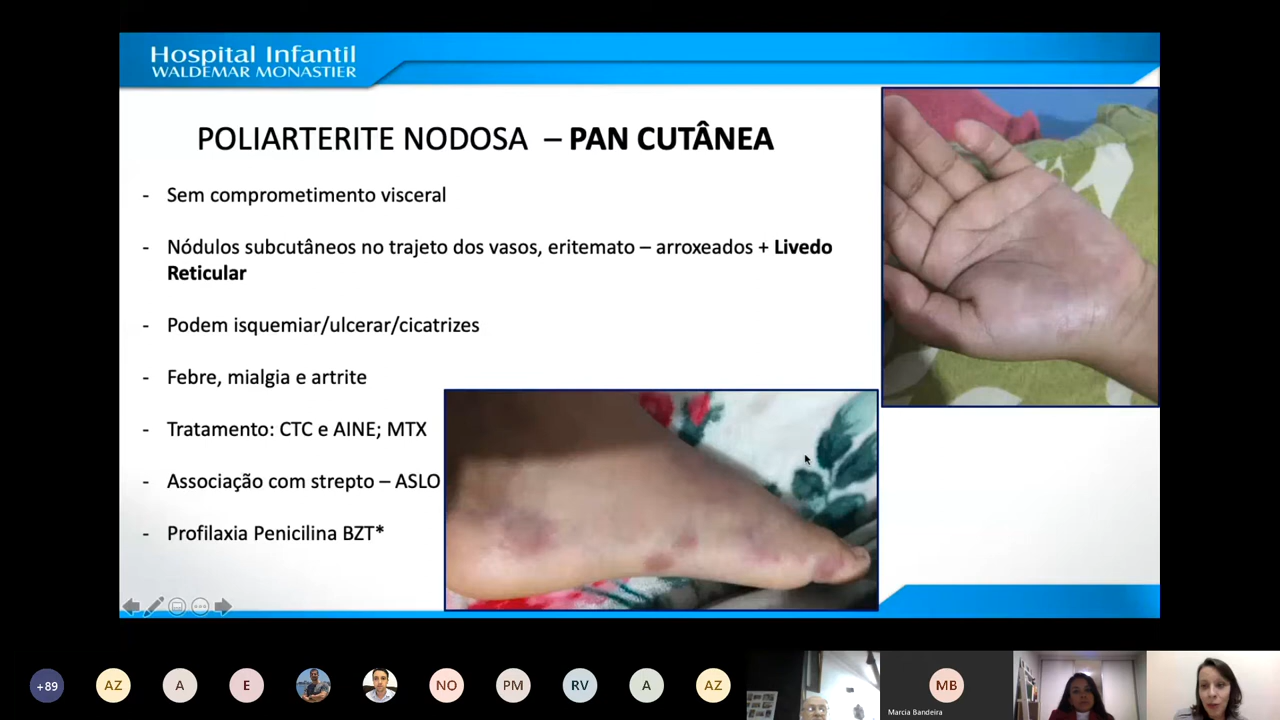 Hospital Infantil
WALDEMAR MONASTIER
POLIARTERITE NODOSA – PAN CUTÂNEA
- Sem comprometimento visceral
- Nódulos subcutâneos no trajeto dos vasos, eritemato – arroxeados + Livedo
Reticular
- Podem isquemiar/ulcerar/cicatrizes
- Febre, mialgia e artrite
- Tratamento: CTC e AINE; MTX
- Associação com strepto – ASLO
- Profilaxia Penicilina BZT*
+89
AZ
A
E
NO
PM
RV
A
AZ
MB
Marcia Bandeira